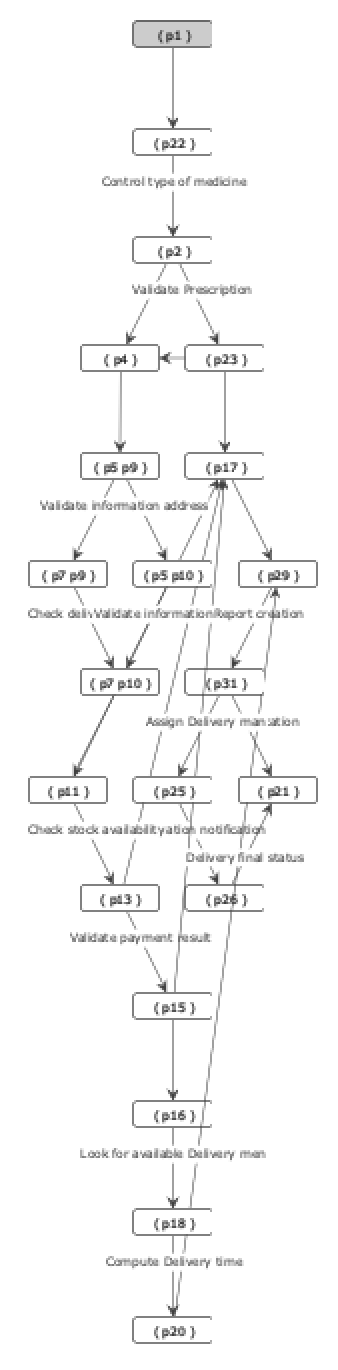 ( p1 )
( p22 )
Control type of medicine
( p2 )
Validate Prescription
( p4 ) ( p23 )
( p5 p9 ) ( p17 )
Validate information address
( p7 p9 ) ( p5 p10 ) ( p29 )
Check deliv Validate information Report creation
( p7 p10 ) ( p31 )
Assign Delivery man
( p11 ) ( p25 ) ( p21 )
Check stock availability notification
Delivery final status
( p13 ) ( p26 )
Validate payment result
( p15 )
( p16 )
Look for available Delivery men
( p18 )
Compute Delivery time
( p20 )